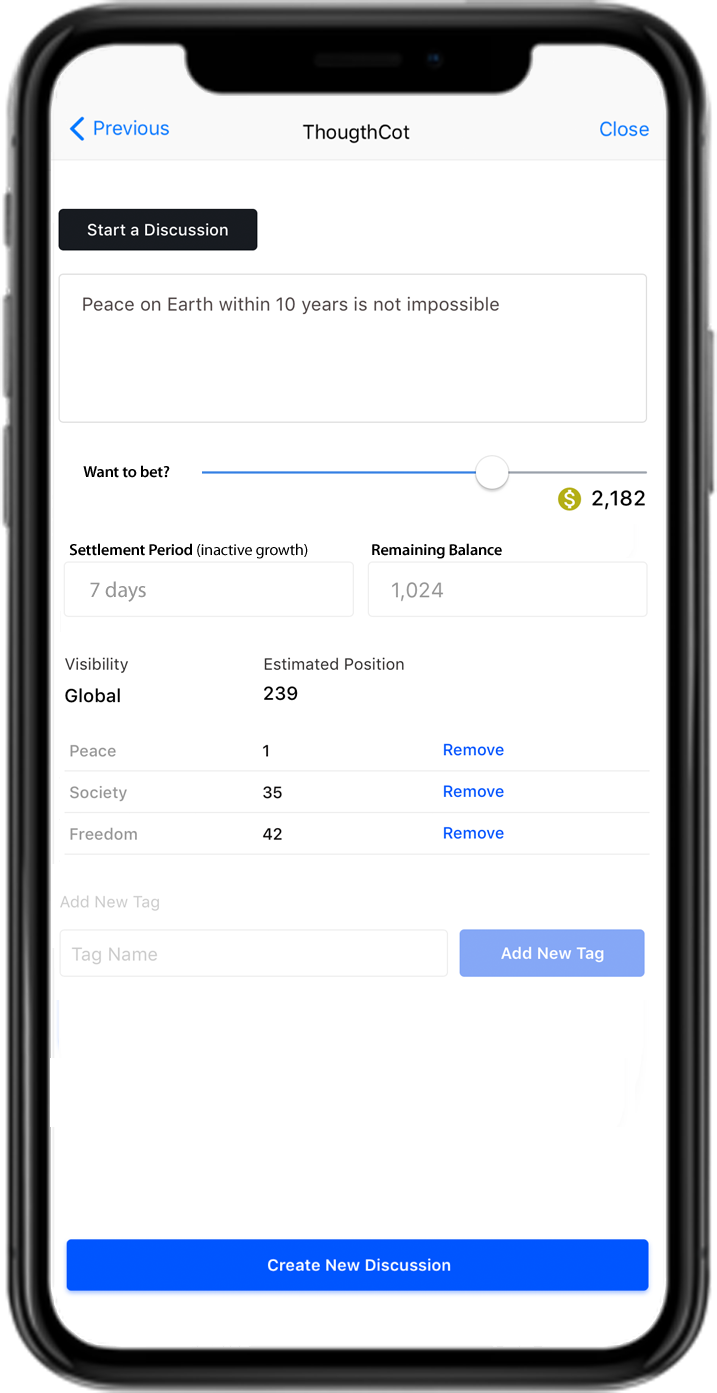 Previous
ThougthCot
Close
Start a Discussion
Peace on Earth within 10 years is not impossible
Want to bet?
$ 2,182
Settlement Period (inactive growth)
Remaining Balance
7 days
1,024
Visibility
Estimated Position
Global
239
Peace 1 Remove
Society 35 Remove
Freedom 42 Remove
Add New Tag
Tag Name
Add New Tag
Create New Discussion